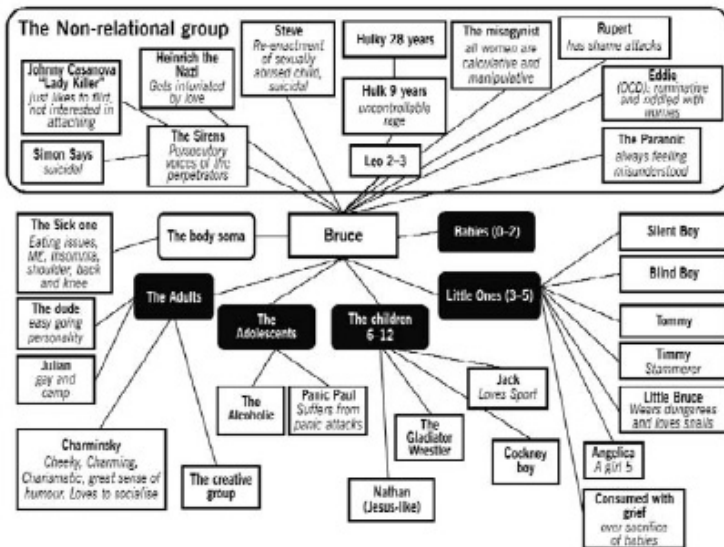 The Non-relational group
Johnny Casanova
"Lady Killer"
just likes to flirt,
not interested in
attaching
Heinrich the
Nazi
Gets infuriated
by love
Steve
Re-enactment
of sexually
abused child,
suicidal
Hulky 28 years
Hulk 9 years
uncontrollable
rage
The misogynist
all women are
calculative and
manipulative
Rupert
has shame attacks
Eddie
(OCD): ruminative
and riddled with
worries
Simon Says
suicidal
The Sirens
Persecutory
voices of the
perpetrators
Leo 2–3
The Paranoic
always feeling
misunderstood
The Sick one
Eating issues,
ME, insomnia,
shoulder, back
and knee
The body soma
Bruce
Babies (0–2)
Silent Boy
Blind Boy
The Adults
The
Adolescents
The children
6–12
Little Ones (3–5)
The dude
easy going
personality
Tommy
Timmy
Stammerer
Julian
gay and
camp
The
Alcoholic
Panic Paul
Suffers from
panic attacks
Jack
Loves Sport
Little Bruce
Wears dungarees
and loves snails
Charminsky
Cheeky, Charming,
Charismatic, great sense of
humour. Loves to socialise
The creative
group
Nathan
(Jesus-like)
The
Gladiator
Wrestler
Cockney
boy
Angelica
A girl 5
Consumed with
grief
over sacrifice
of babies